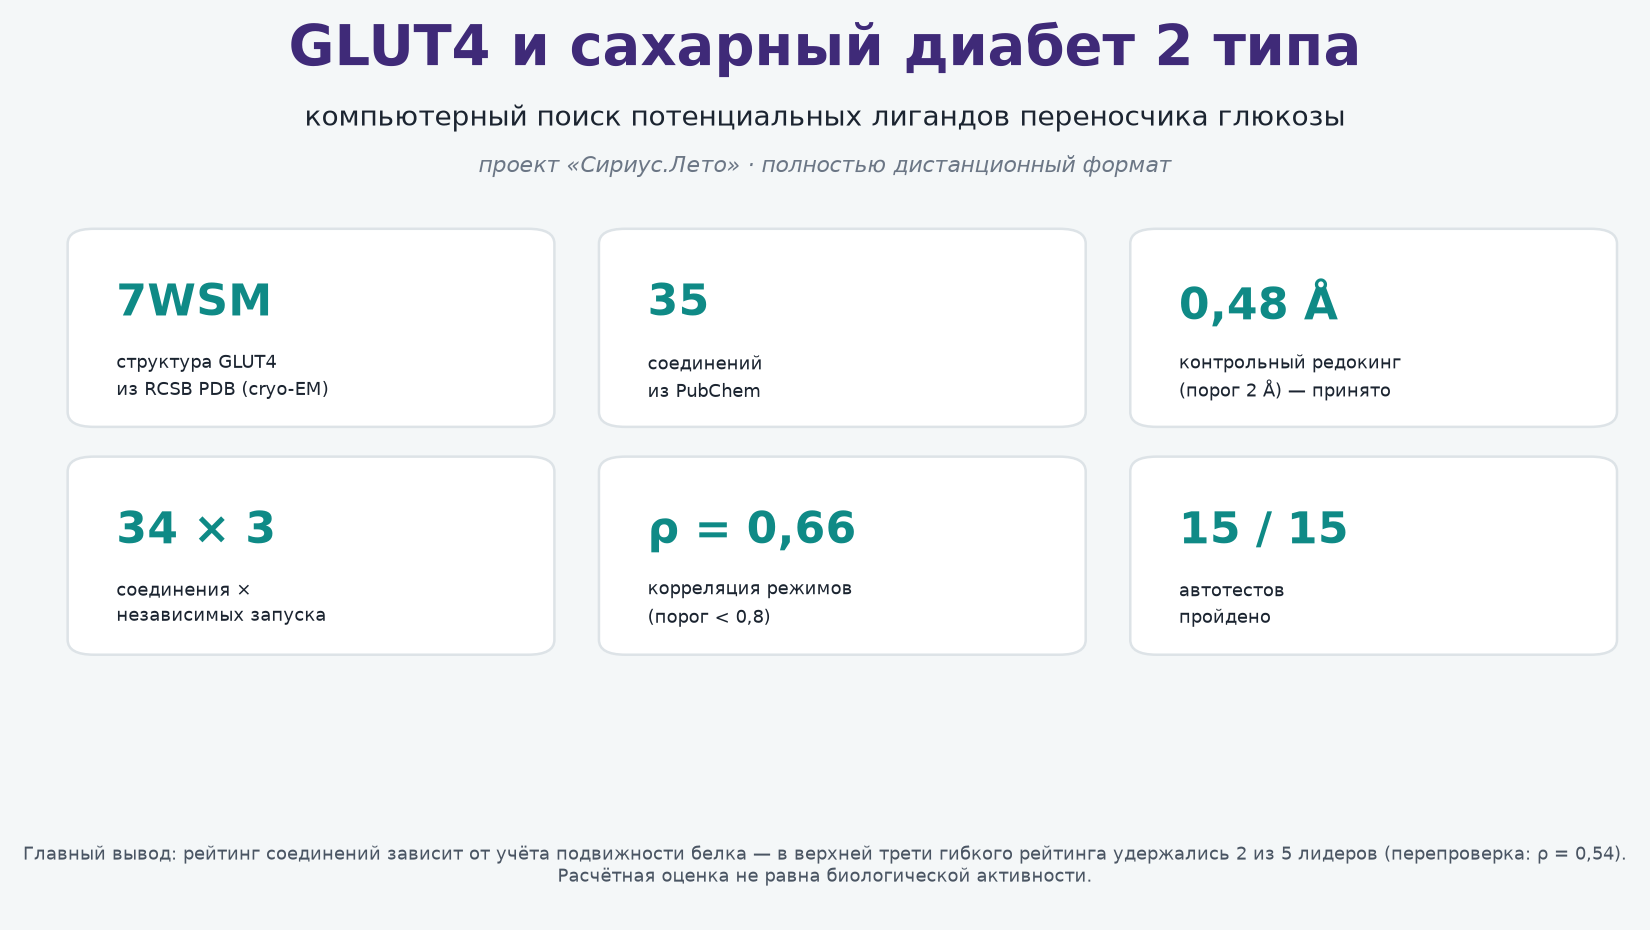 GLUT4 и сахарный диабет 2 типа
компьютерный поиск потенциальных лигандов переносчика глюкозы
проект «Сириус.Лето» · полностью дистанционный формат
7WSM
структура GLUT4
из RCSB PDB (cryo-EM)
35
соединений
из PubChem
0,48 Å
контрольный редокинг
(порог 2 Å) — принято
34 × 3
соединения ×
независимых запуска
ρ = 0,66
корреляция режимов
(порог < 0,8)
15 / 15
автотестов
пройдено
Главный вывод: рейтинг соединений зависит от учёта подвижности белка — в верхней трети гибкого рейтинга удержались 2 из 5 лидеров (перепроверка: ρ = 0,54).
Расчётная оценка не равна биологической активности.